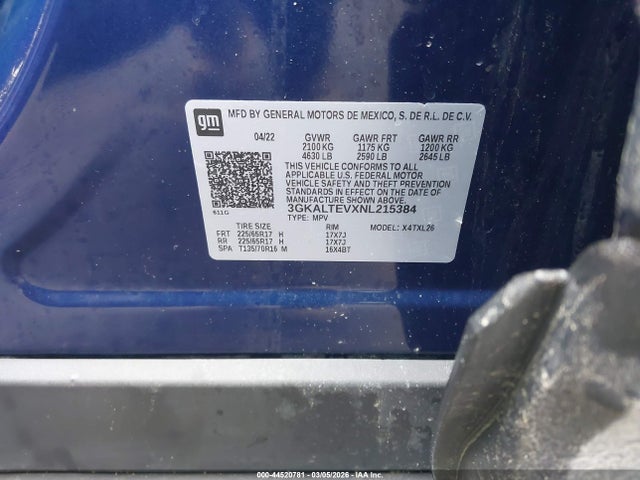 gm
MFD BY GENERAL MOTORS DE MEXICO, S. DE R.L. DE C.V.
04/22 GVWR GAWR FRT GAWR RR
2100 KG 1175 KG 1200 KG
4630 LB 2590 LB 2645 LB
THIS VEHICLE CONFORMS TO ALL
APPLICABLE U.S. FEDERAL MOTOR
VEHICLE SAFETY AND THEFT PREVENTION
STANDARDS IN EFFECT ON THE DATE OF
MANUFACTURE SHOWN ABOVE.
3GKALTEVXNL215384
611G TYPE: MPV
TIRE SIZE RIM MODEL: X4TXL26
FRT 225/65R17 H 17X7J
RR 225/65R17 H 17X7J
SPA T135/70R16 M 16X4BT
000-44520781 - 03/05/2026 - IAA Inc.